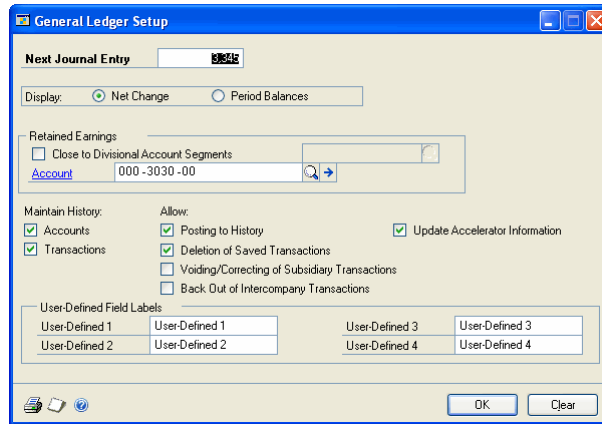 General Ledger Setup
Next Journal Entry 3,345
Display: Net Change Period Balances
Retained Earnings
Close to Divisional Account Segments
Account 000 -3030 -00
Maintain History: Allow:
Accounts Posting to History Update Accelerator Information
Transactions Deletion of Saved Transactions
Voiding/Correcting of Subsidiary Transactions
Back Out of Intercompany Transactions
User-Defined Field Labels
User-Defined 1 User-Defined 1 User-Defined 3 User-Defined 3
User-Defined 2 User-Defined 2 User-Defined 4 User-Defined 4
OK Clear